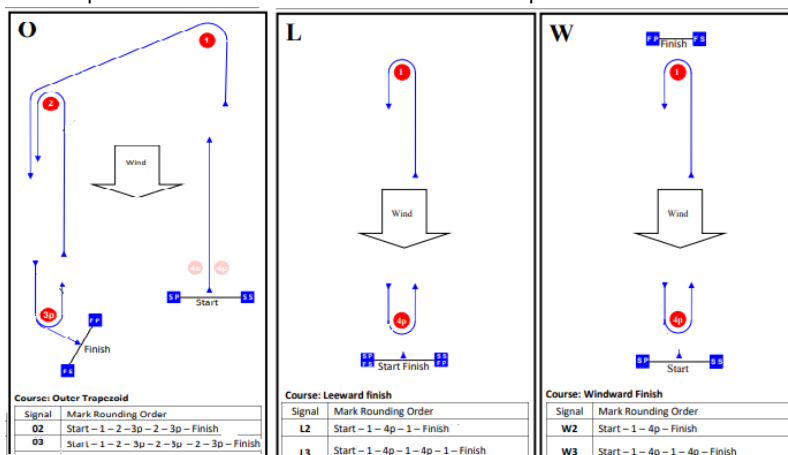 O
1
2
Wind
4s 4p
SP SS
Start
3p
FP
Finish
FS
Course: Outer Trapezoid
Signal Mark Rounding Order
O2 Start – 1 – 2 –3p – 2 – 3p – Finish
O3 Start – 1 – 2 – 3p – 2 – 3p – 2 – 3p – Finish
L
1
Wind
4p
SP SS
FS FP
Start Finish
Course: Leeward finish
Signal Mark Rounding Order
L2 Start – 1 – 4p – 1 – Finish
L3 Start – 1 – 4p – 1 – 4p – 1 – Finish
W
FP FS
Finish
1
Wind
4p
SP SS
Start
Course: Windward Finish
Signal Mark Rounding Order
W2 Start – 1 – 4p – Finish
W3 Start – 1 – 4p – 1 – 4p – Finish